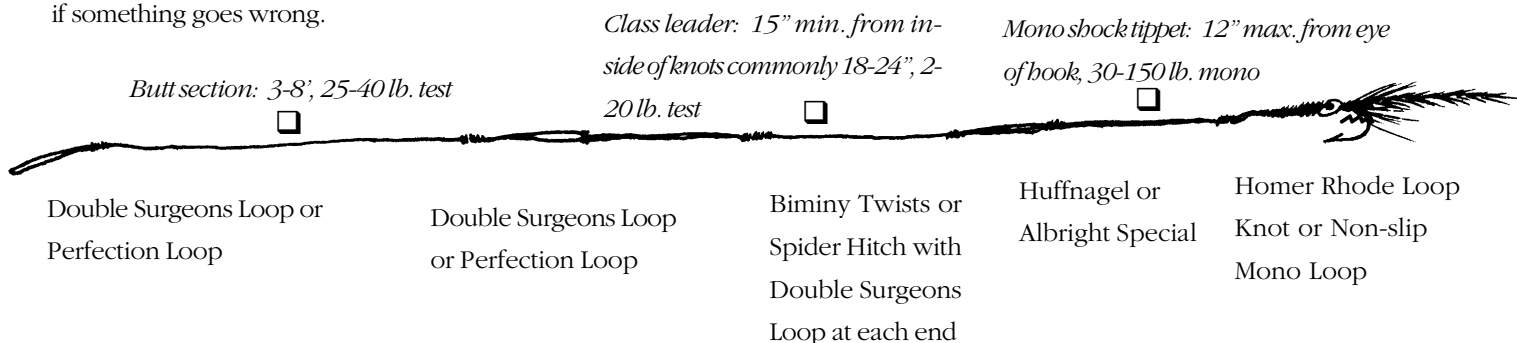 if something goes wrong.
Butt section: 3-8', 25-40 lb. test
Class leader: 15" min. from in-
side of knots commonly 18-24", 2-
20 lb. test
Mono shock tippet: 12" max. from eye
of hook, 30-150 lb. mono
Double Surgeons Loop or
Perfection Loop
Double Surgeons Loop
or Perfection Loop
Biminy Twists or
Spider Hitch with
Double Surgeons
Loop at each end
Huffnagel or
Albright Special
Homer Rhode Loop
Knot or Non-slip
Mono Loop